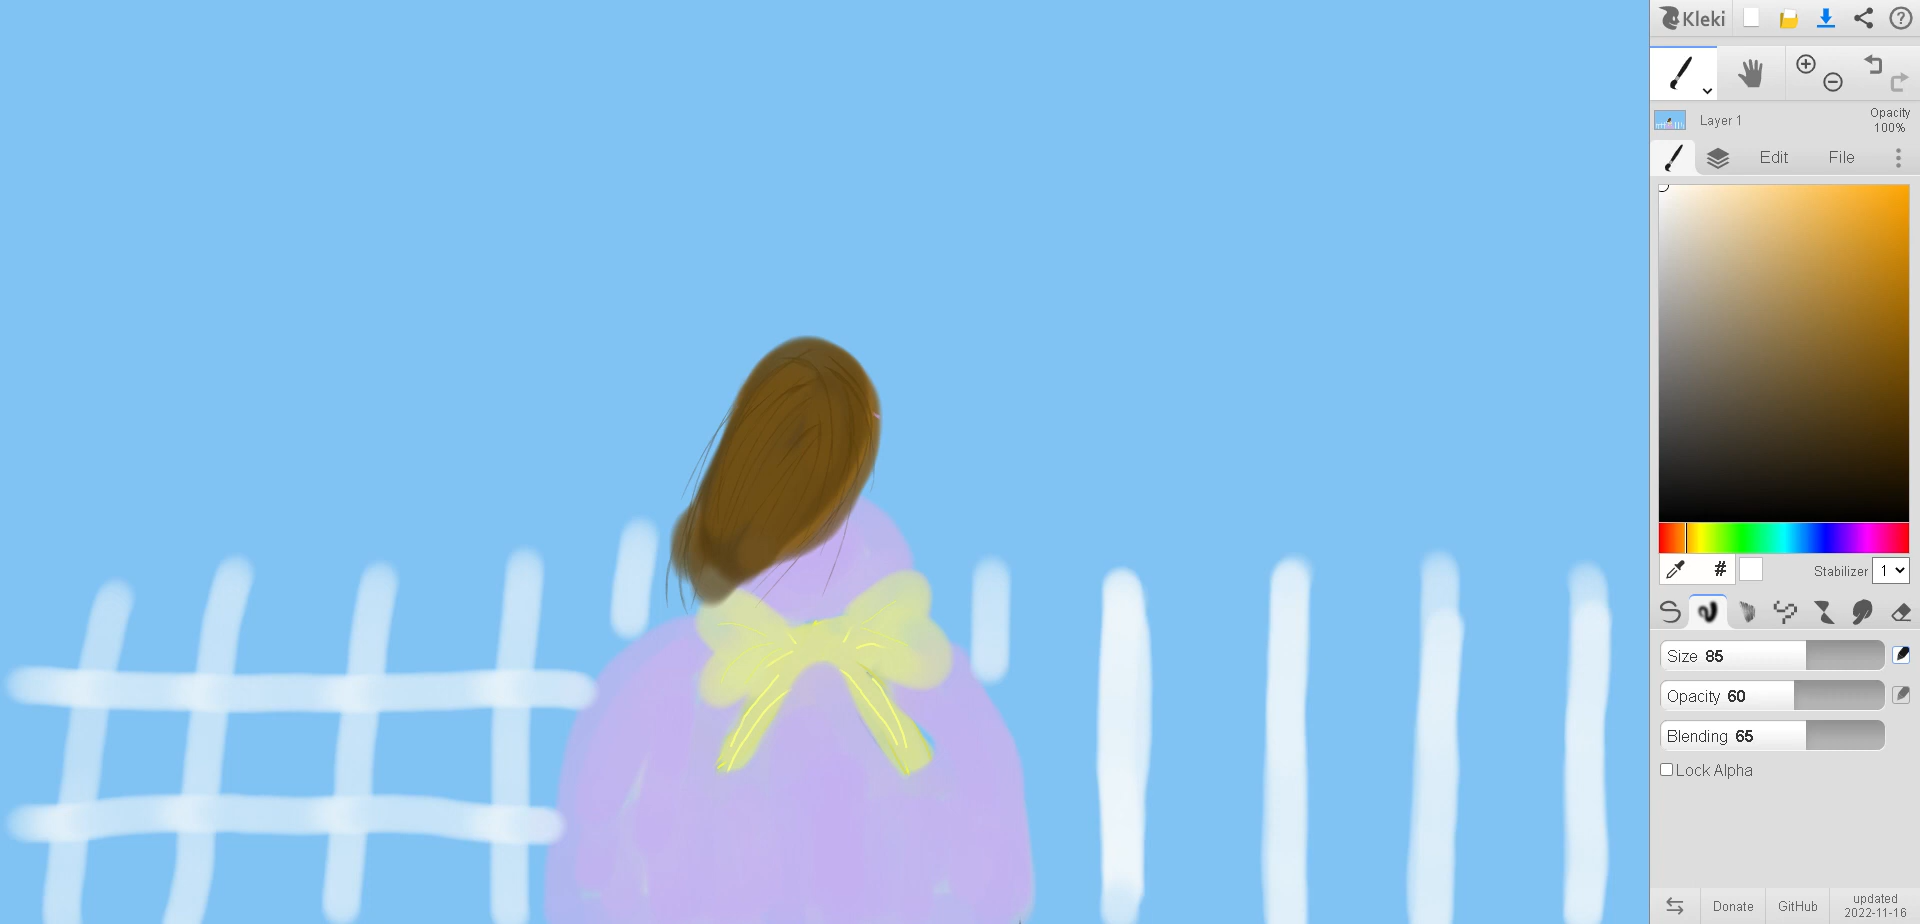 Kleki
Layer 1
Opacity
100%
Edit
File
#
Stabilizer 1
Size 85
Opacity 60
Blending 65
Lock Alpha
Donate
GitHub
updated
2022-11-16